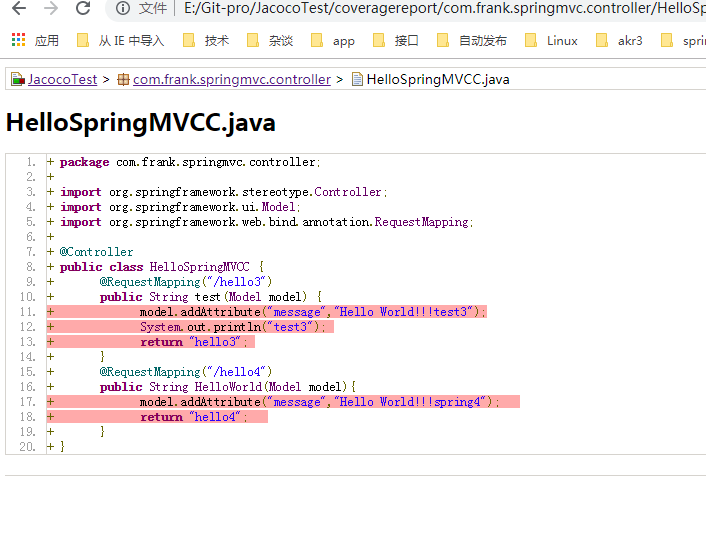 文件 E:/Git-pro/JacocoTest/coveragereport/com.frank.springmvc.controller/HelloSp
应用 从 IE 中导入 技术 杂谈 app 接口 自动发布 Linux akr3 sprin
JacocoTest > com.frank.springmvc.controller > HelloSpringMVCC.java
HelloSpringMVCC.java
1. + package com.frank.springmvc.controller;
2. +
3. + import org.springframework.stereotype.Controller;
4. + import org.springframework.ui.Model;
5. + import org.springframework.web.bind.annotation.RequestMapping;
6. +
7. + @Controller
8. + public class HelloSpringMVCC {
9. + @RequestMapping("/hello3")
10. + public String test(Model model) {
11. + model.addAttribute("message","Hello World!!!test3");
12. + System.out.println("test3");
13. + return "hello3";
14. + }
15. + @RequestMapping("/hello4")
16. + public String HelloWorld(Model model){
17. + model.addAttribute("message","Hello World!!!spring4");
18. + return "hello4";
19. + }
20. + }